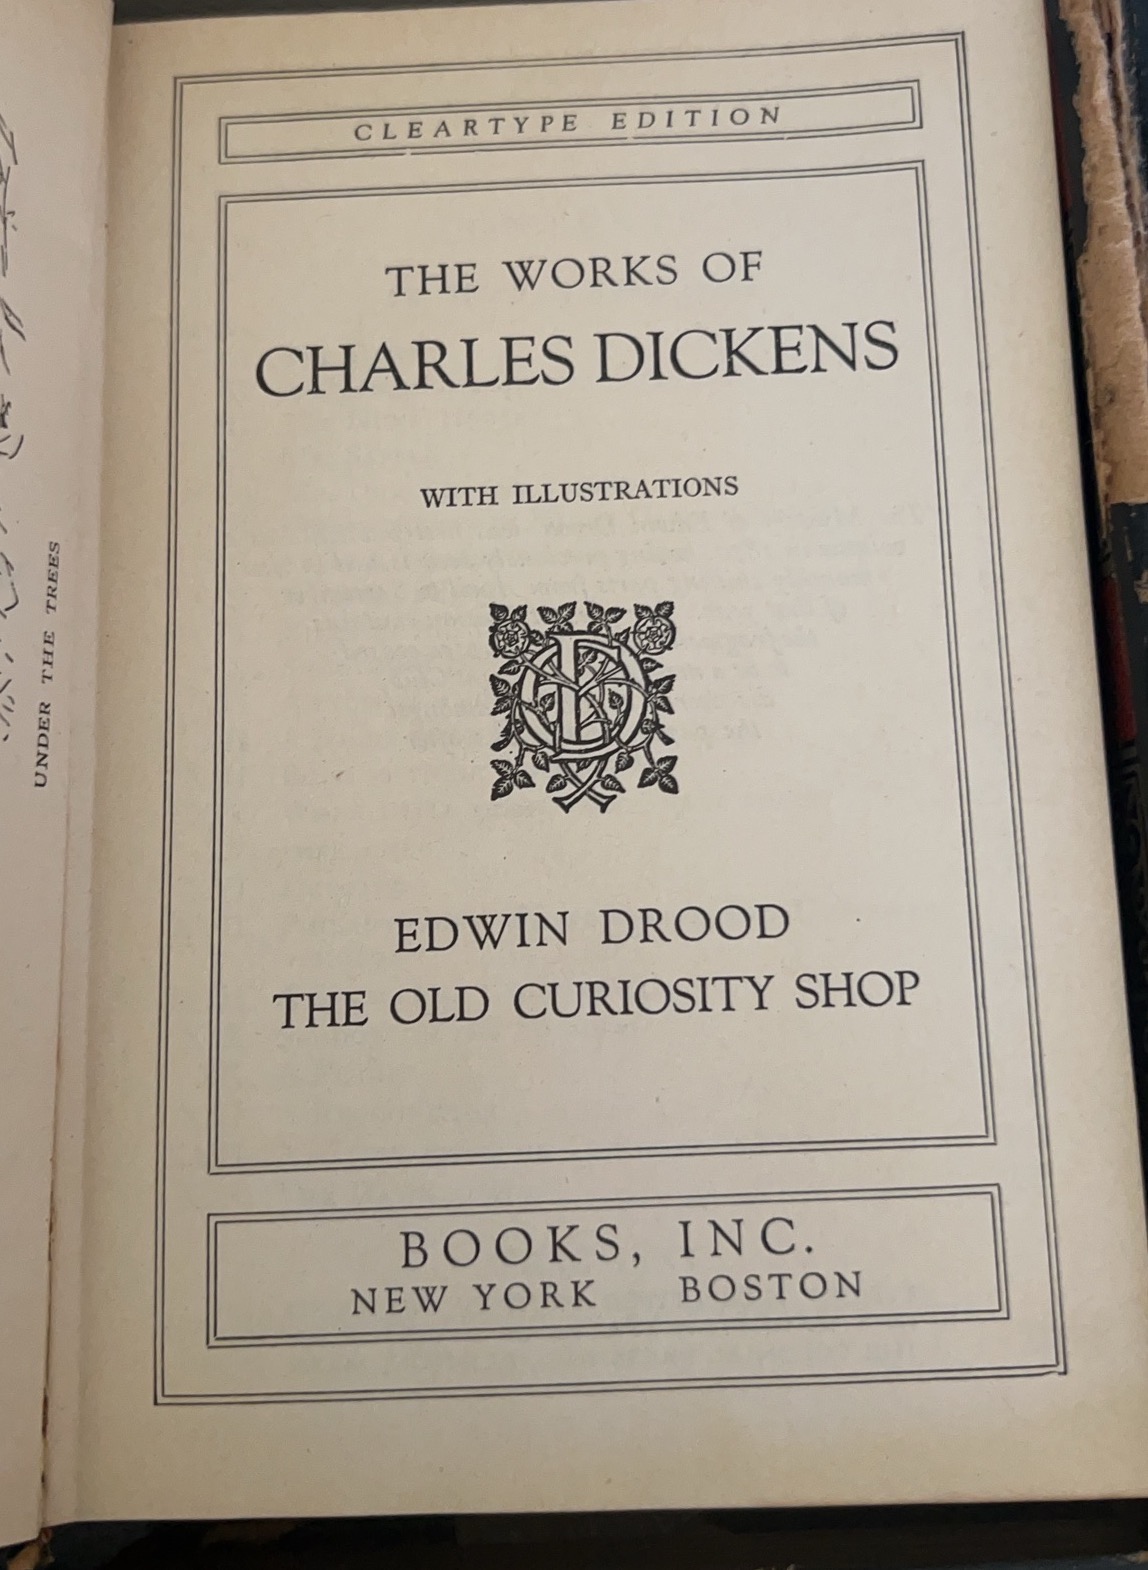 UNDER THE TREES
CLEARTYPE EDITION
THE WORKS OF
CHARLES DICKENS
WITH ILLUSTRATIONS
EDWIN DROOD
THE OLD CURIOSITY SHOP
BOOKS, INC.
NEW YORK BOSTON